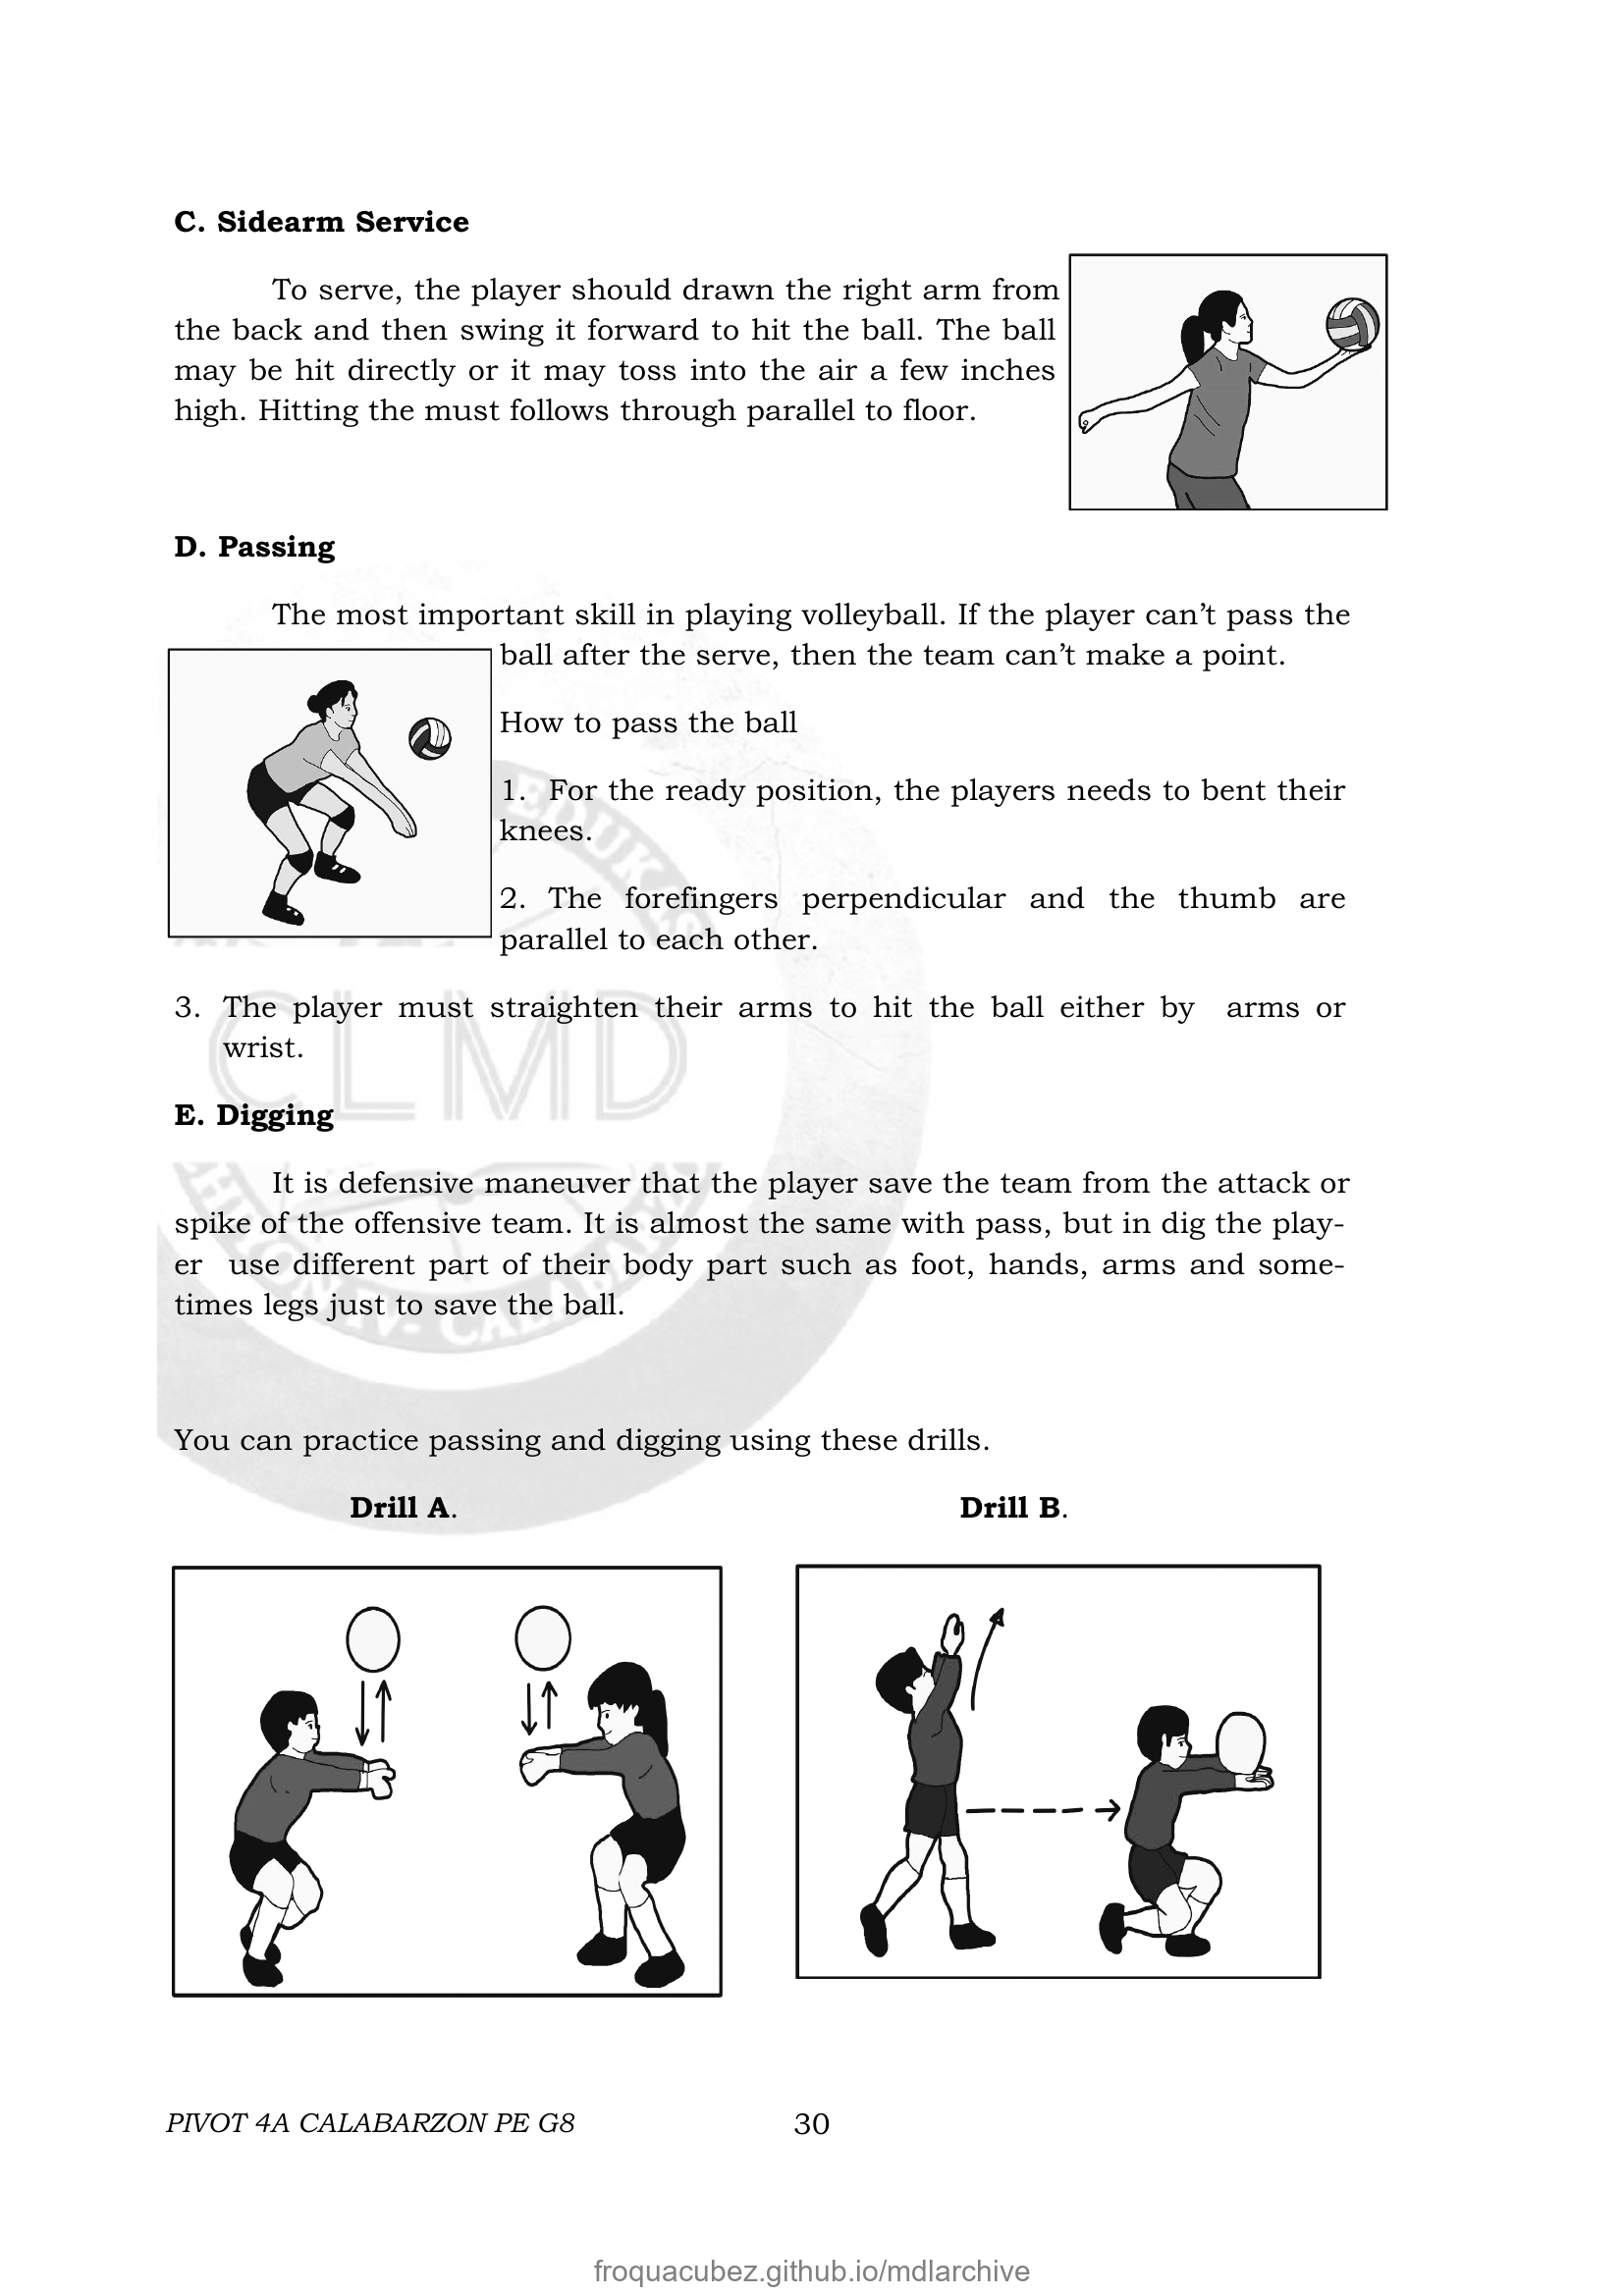 C. Sidearm Service
To serve, the player should drawn the right arm from
the back and then swing it forward to hit the ball. The ball
may be hit directly or it may toss into the air a few inches
high. Hitting the must follows through parallel to floor.
D. Passing
The most important skill in playing volleyball. If the player can’t pass the
ball after the serve, then the team can’t make a point.
How to pass the ball
1. For the ready position, the players needs to bent their
knees.
2. The forefingers perpendicular and the thumb are
parallel to each other.
3. The player must straighten their arms to hit the ball either by arms or
wrist.
CLMD
E. Digging
It is defensive maneuver that the player save the team from the attack or
spike of the offensive team. It is almost the same with pass, but in dig the play-
er use different part of their body part such as foot, hands, arms and some-
times legs just to save the ball.
You can practice passing and digging using these drills.
Drill A.
Drill B.
PIVOT 4A CALABARZON PE G8
30
froquacubez.github.io/mdlarchive